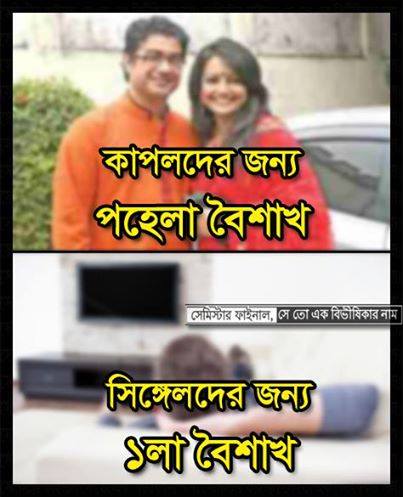 কাপলদের জন্য
পহেলা বৈশাখ
সেমিস্টার ফাইনাল, সে তো এক বিভীষিকার নাম
সিঙ্গেলদের জন্য
১লা বৈশাখ